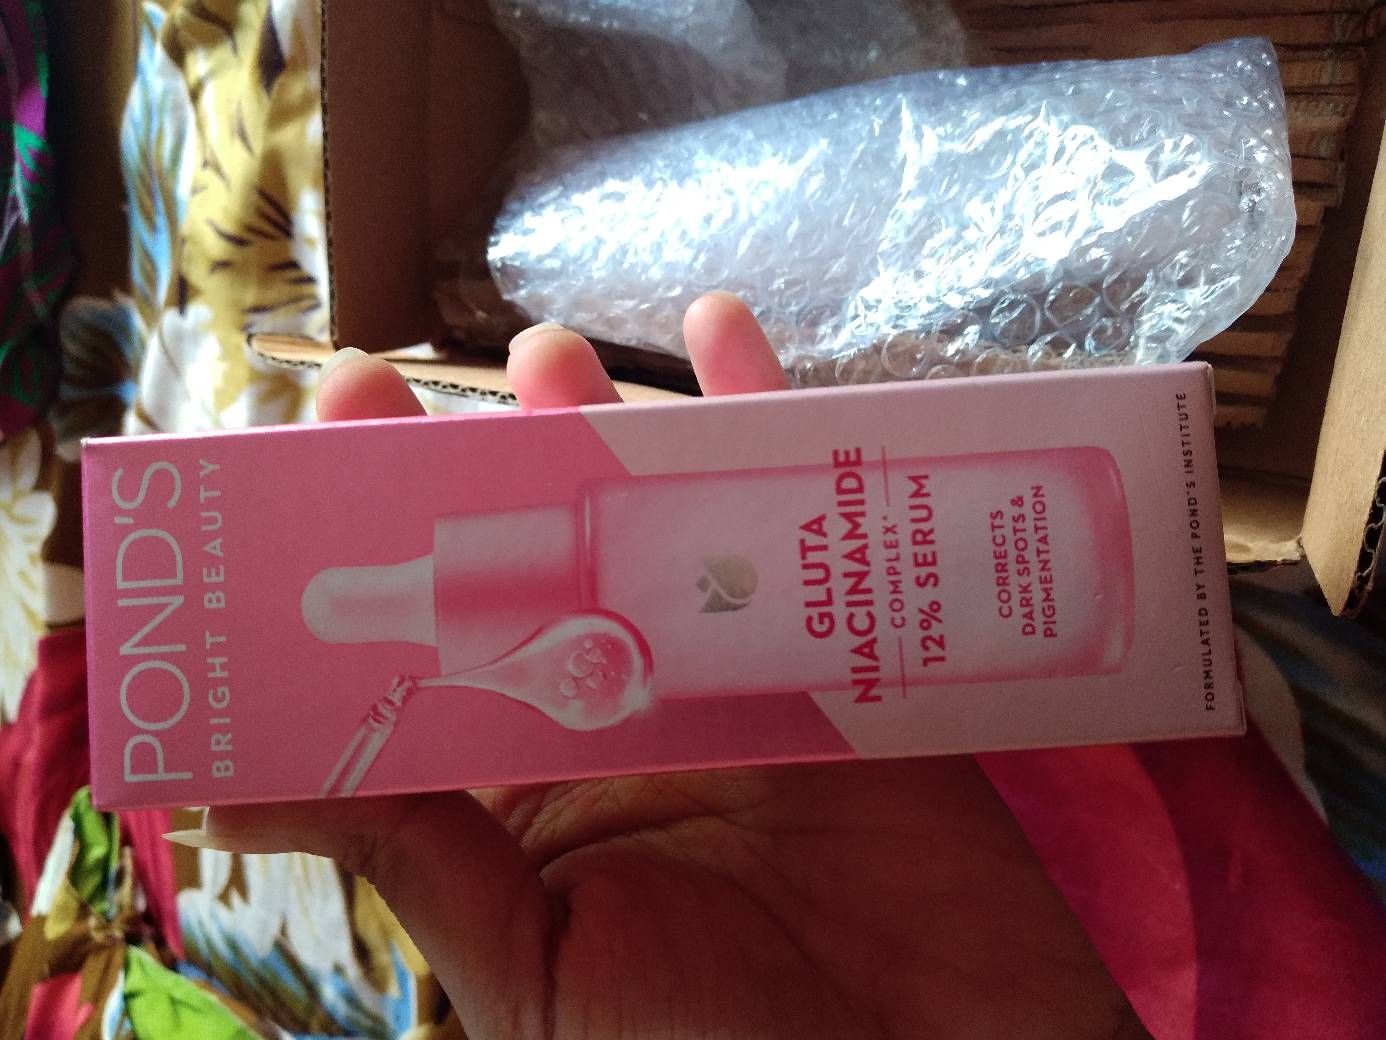 POND'S
BRIGHT BEAUTY
GLUTA
NIACINAMIDE
COMPLEX*
12% SERUM
CORRECTS
DARK SPOTS &
PIGMENTATION
FORMULATED BY THE POND'S INSTITUTE